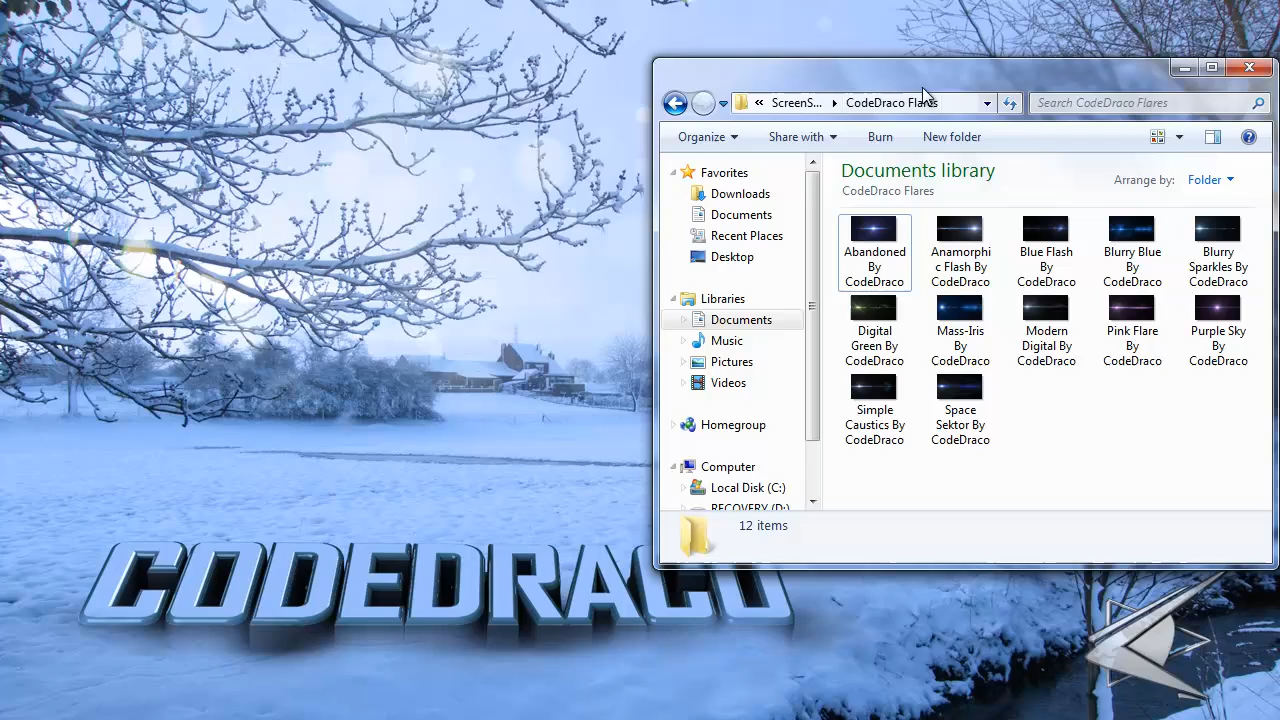 « ScreenS... ▸ CodeDraco Flares
Search CodeDraco Flares
Organize
Share with
Burn
New folder
Favorites
Downloads
Documents
Recent Places
Desktop
Libraries
Documents
Music
Pictures
Videos
Homegroup
Computer
Local Disk (C:)
RECOVERY (D:)
Documents library
CodeDraco Flares
Arrange by: Folder
Abandoned
By
CodeDraco
Anamorphi
c Flash By
CodeDraco
Blue Flash
By
CodeDraco
Blurry Blue
By
CodeDraco
Blurry
Sparkles By
CodeDraco
Digital
Green By
CodeDraco
Mass-Iris
By
CodeDraco
Modern
Digital By
CodeDraco
Pink Flare
By
CodeDraco
Purple Sky
By
CodeDraco
Simple
Caustics By
CodeDraco
Space
Sektor By
CodeDraco
12 items
CODEDRACO